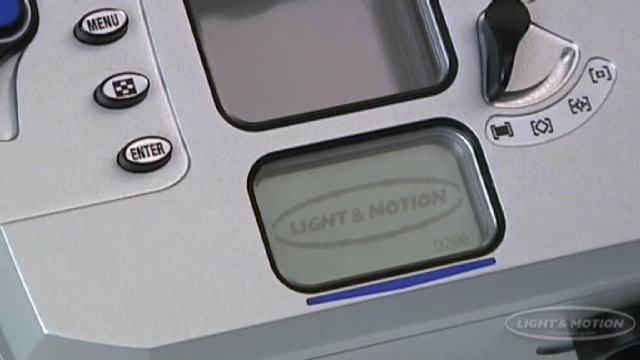 MENU
ENTER
LIGHT & MOTION
D200
LIGHT & MOTION